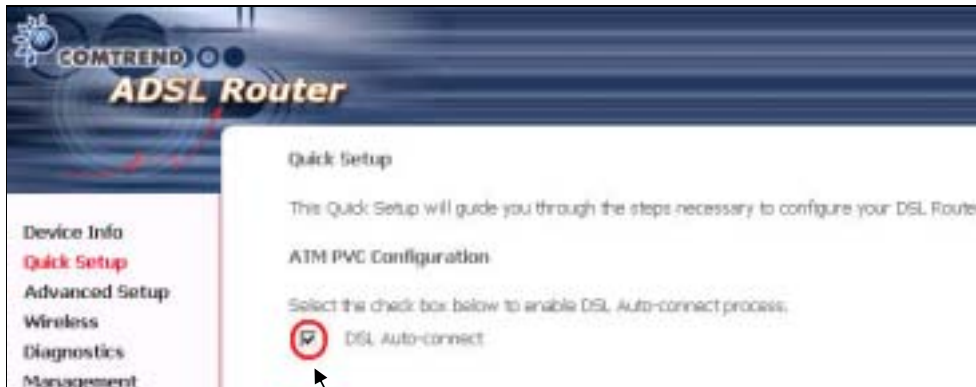 COMTREND
ADSL Router
Quick Setup
This Quick Setup will guide you through the steps necessary to configure your DSL Route
ATM PVC Configuration
Select the check box below to enable DSL Auto-connect process.
DSL Auto-connect
Device Info
Quick Setup
Advanced Setup
Wireless
Diagnostics
Management